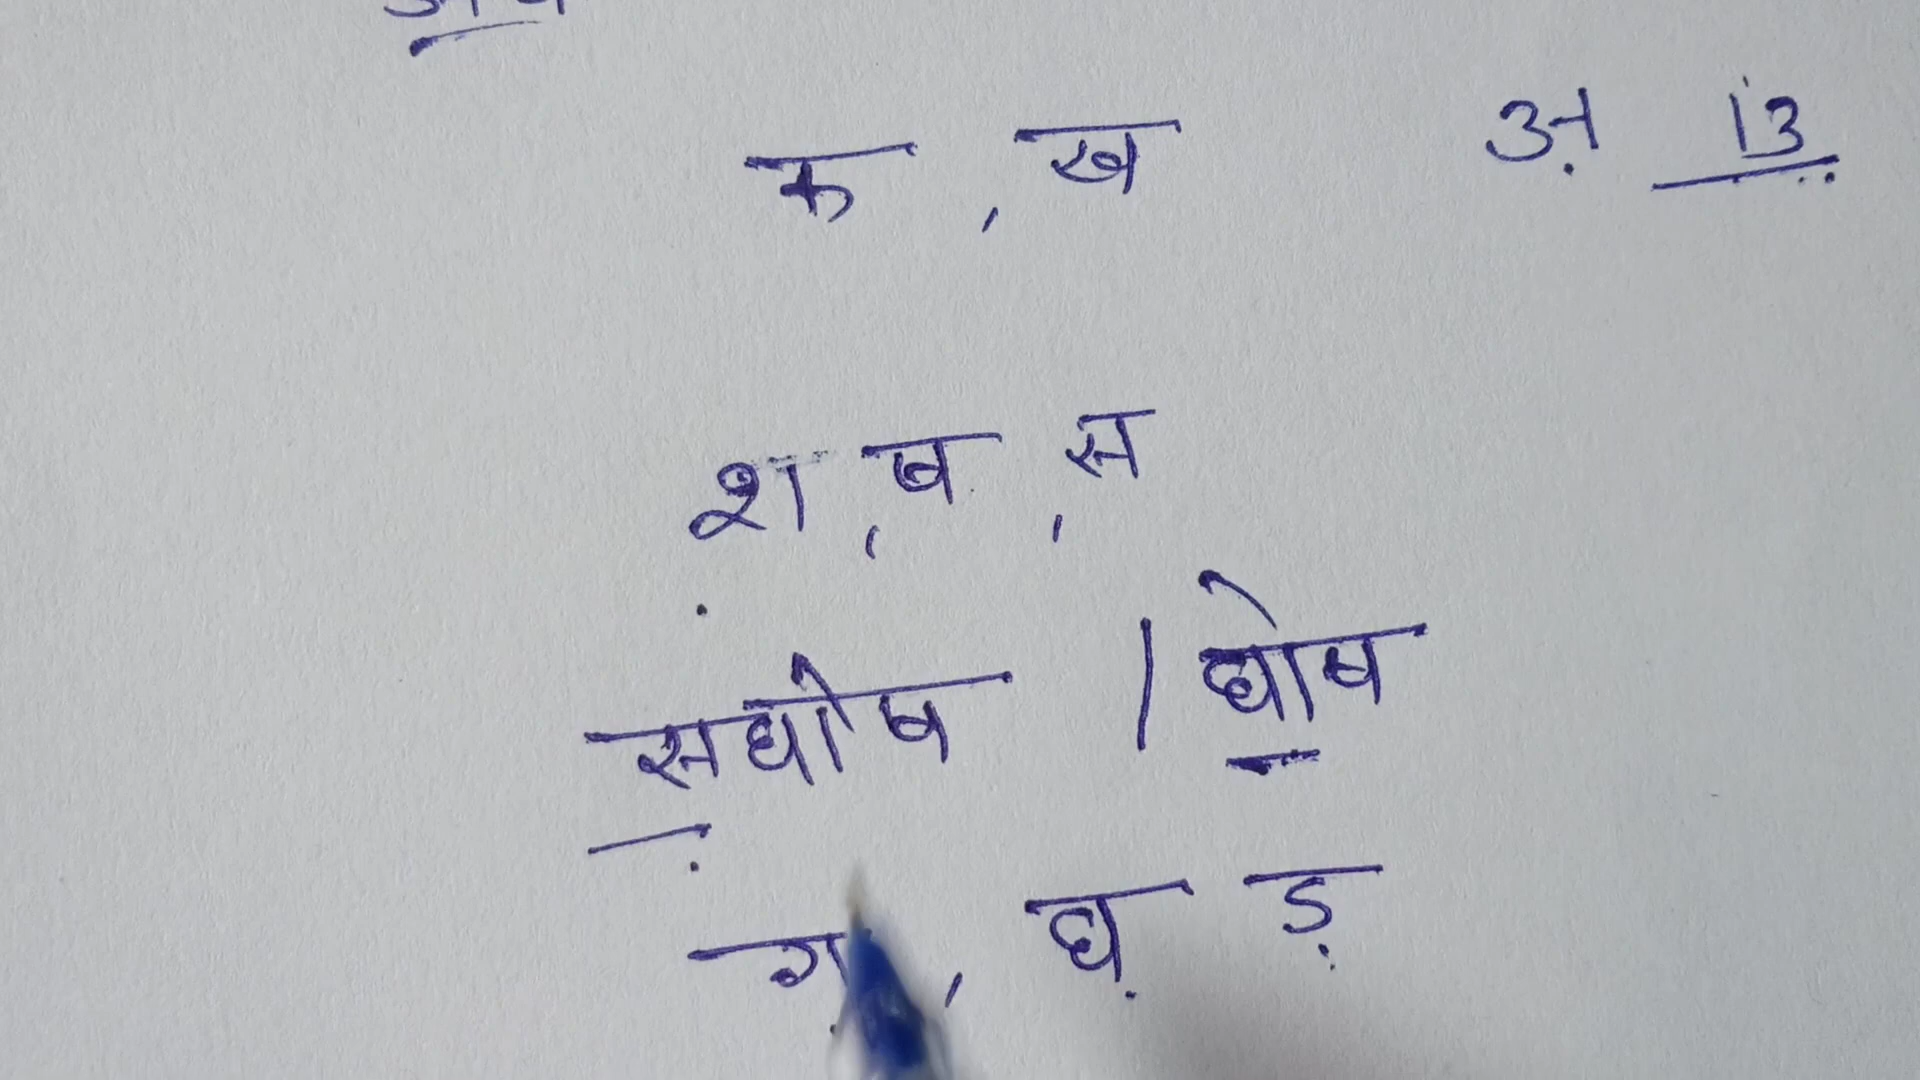 क , ख अ 13
श , ष , स
सघोष / घोष
ग , घ ड़